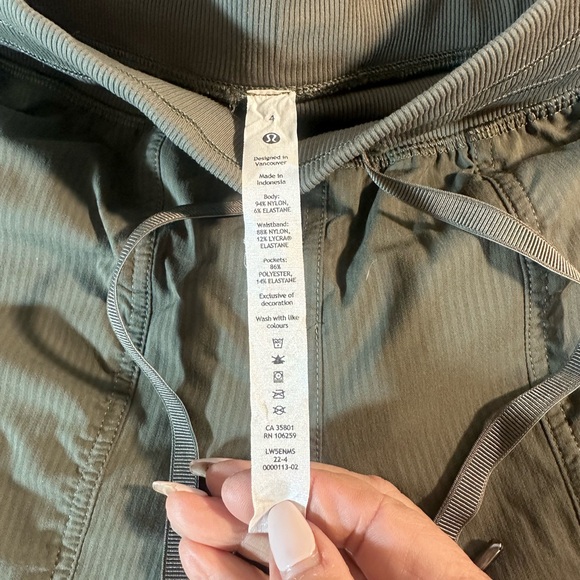 4
Designed in
Vancouver
Made in
Indonesia
Body:
94% NYLON,
6% ELASTANE
Waistband:
88% NYLON,
12% LYCRA®
ELASTANE
Pockets:
86%
POLYESTER,
14% ELASTANE
Exclusive of
decoration
Wash with like
colours
CA 35801
RN 106259
LW5ENMS
22-4
0000113-02